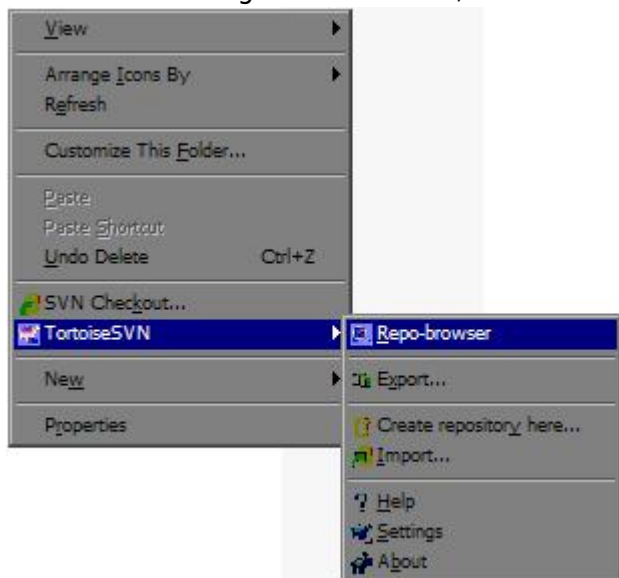 View
Arrange Icons By
Refresh
Customize This Folder...
Paste
Paste Shortcut
Undo Delete Ctrl+Z
SVN Checkout...
TortoiseSVN
New
Properties
Repo-browser
Export...
Create repository here...
Import...
Help
Settings
About